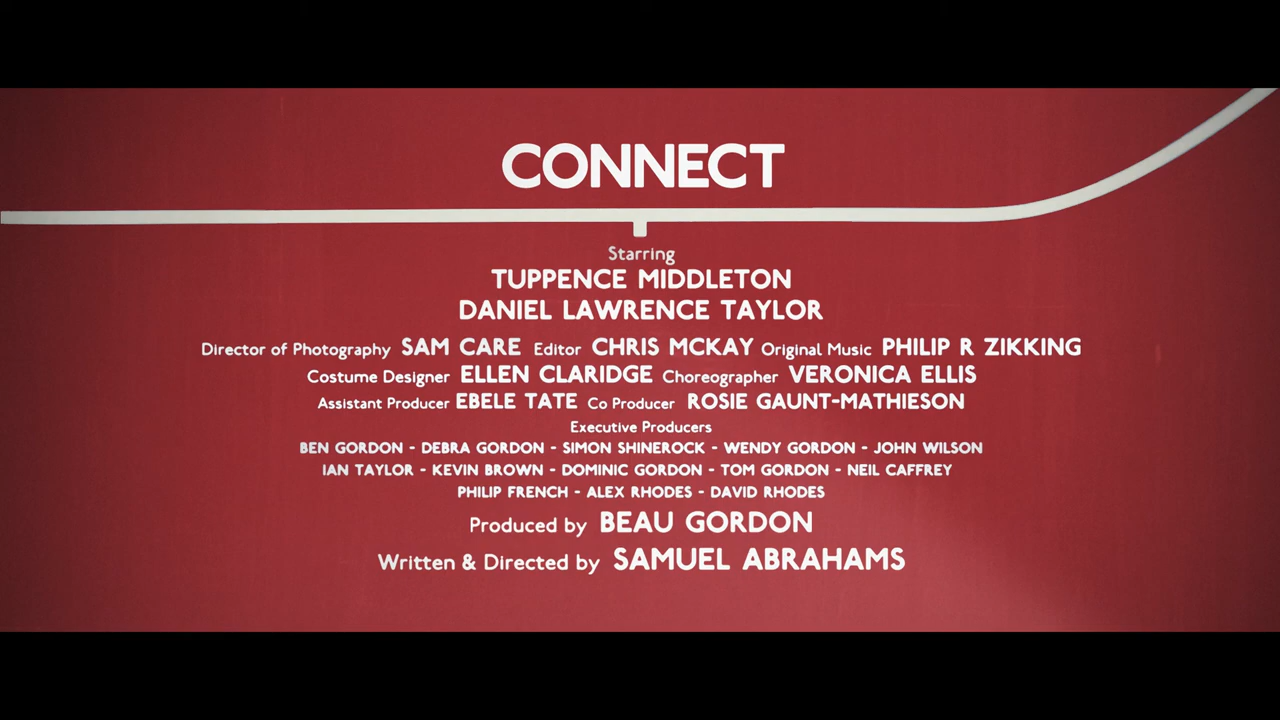 CONNECT
Starring
TUPPENCE MIDDLETON
DANIEL LAWRENCE TAYLOR
Director of Photography SAM CARE Editor CHRIS MCKAY Original Music PHILIP R ZIKKING
Costume Designer ELLEN CLARIDGE Choreographer VERONICA ELLIS
Assistant Producer EBELE TATE Co Producer ROSIE GAUNT-MATHIESON
Executive Producers
BEN GORDON - DEBRA GORDON - SIMON SHINEROCK - WENDY GORDON - JOHN WILSON
IAN TAYLOR - KEVIN BROWN - DOMINIC GORDON - TOM GORDON - NEIL CAFFREY
PHILIP FRENCH - ALEX RHODES - DAVID RHODES
Produced by BEAU GORDON
Written & Directed by SAMUEL ABRAHAMS